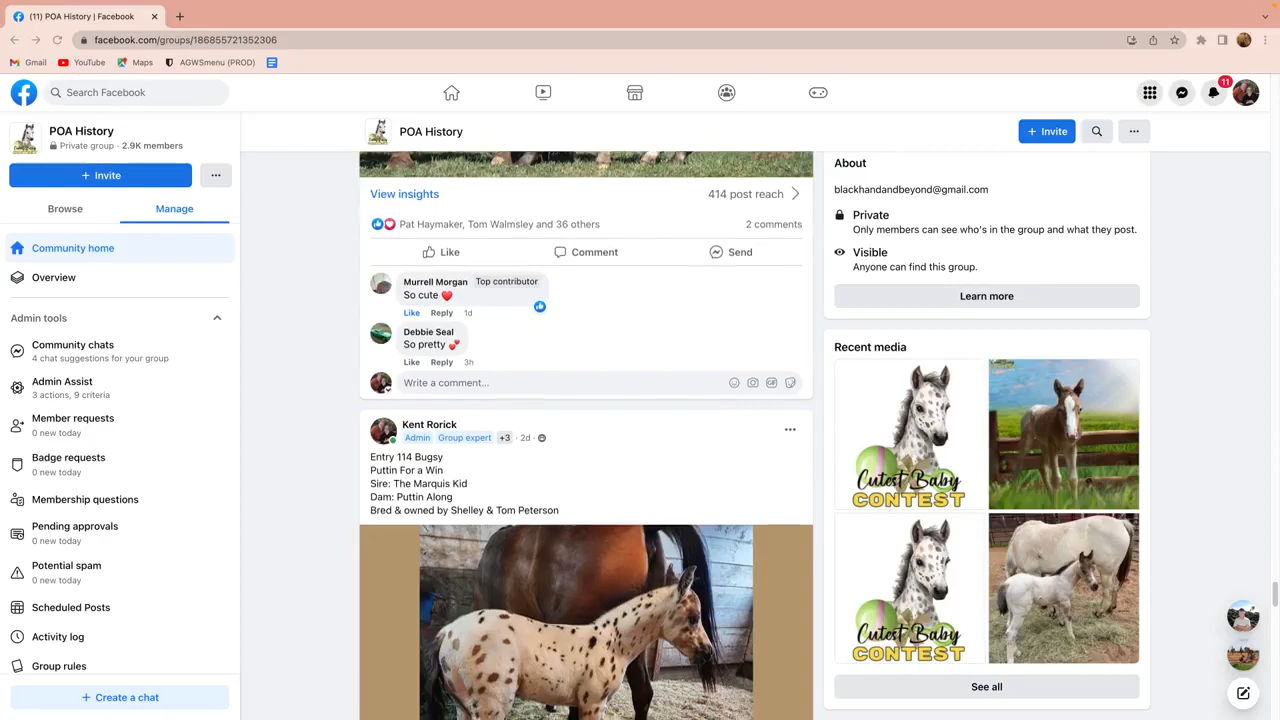 (11) POA History | Facebook
facebook.com/groups/186855721352306
Gmail
YouTube
Maps
AGWSmenu (PROD)
Search Facebook
11
POA History
Private group · 2.9K members
+ Invite
Browse
Manage
Community home
Overview
Admin tools
Community chats
4 chat suggestions for your group
Admin Assist
3 actions, 9 criteria
Member requests
0 new today
Badge requests
0 new today
Membership questions
Pending approvals
0 new today
Potential spam
0 new today
Scheduled Posts
Activity log
Group rules
+ Create a chat
POA History
+ Invite
View insights
414 post reach
Pat Haymaker, Tom Walmsley and 36 others
2 comments
Like
Comment
Send
Murrell Morgan Top contributor
So cute
Like Reply 1d
Debbie Seal
So pretty
Like Reply 3h
Write a comment...
GIF
Kent Rorick
Admin Group expert +3 · 2d ·
Entry 114 Bugsy
Puttin For a Win
Sire: The Marquis Kid
Dam: Puttin Along
Bred & owned by Shelley & Tom Peterson
About
blackhandandbeyond@gmail.com
Private
Only members can see who's in the group and what they post.
Visible
Anyone can find this group.
Learn more
Recent media
Cutest Baby
CONTEST
Cutest Baby
CONTEST
See all